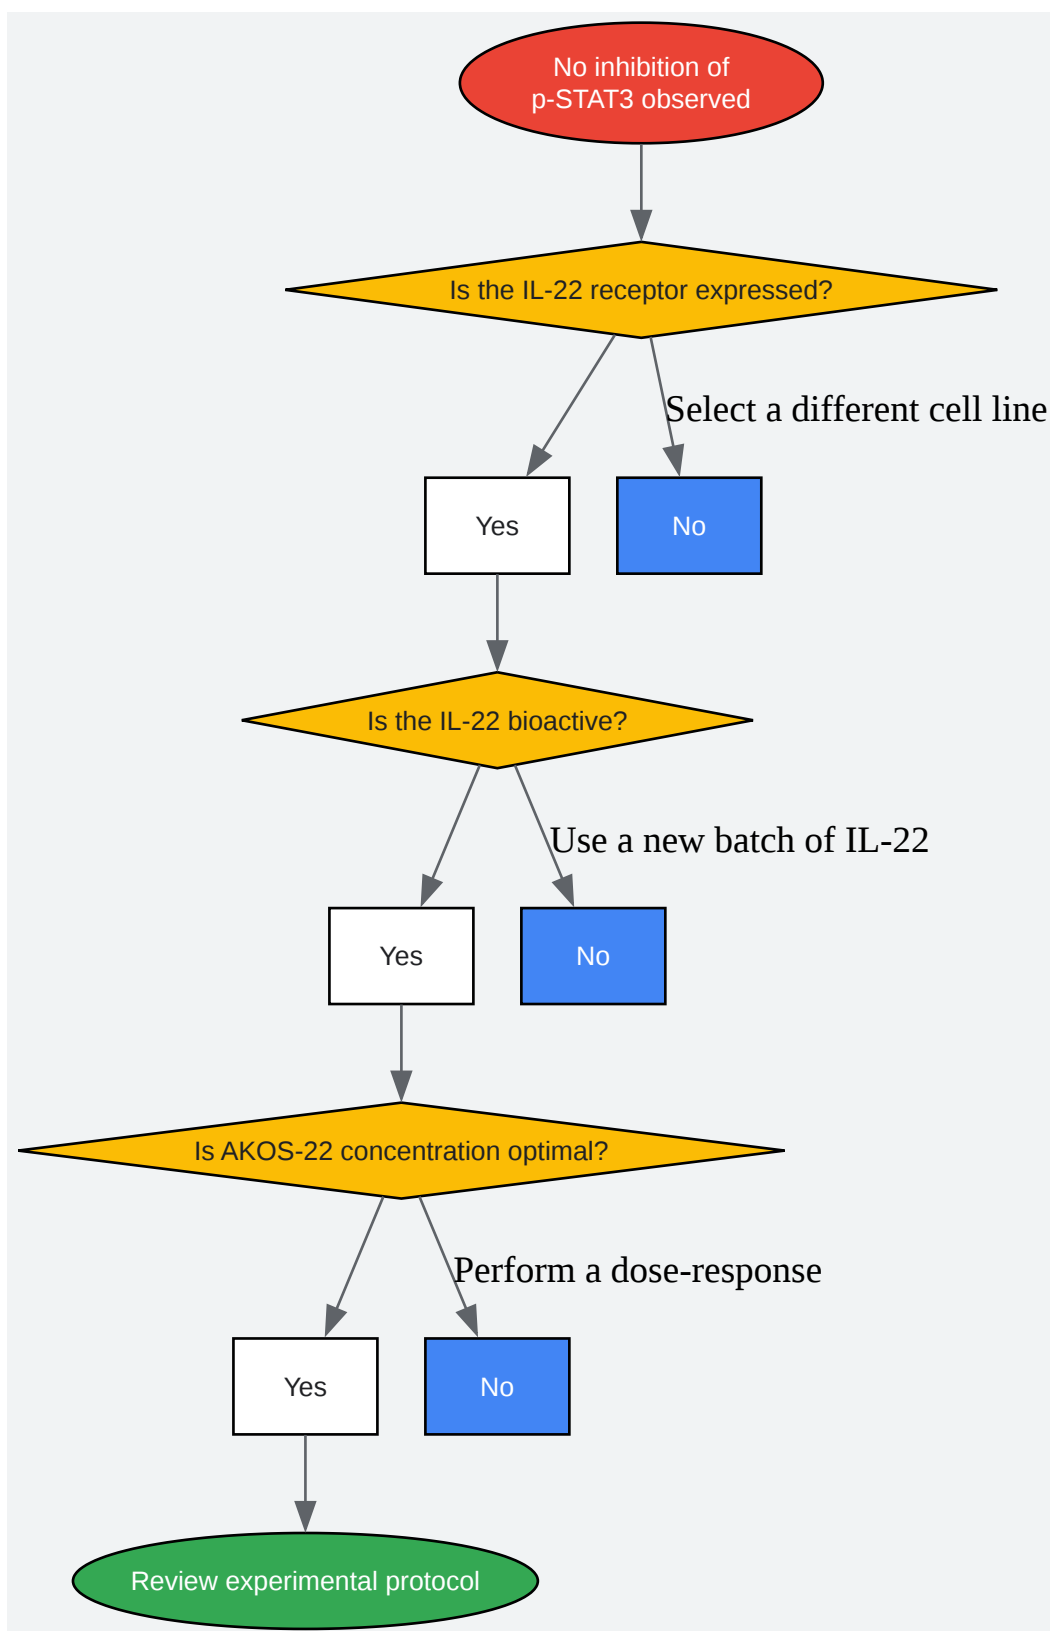 No inhibition of
p-STAT3 observed
Is the IL-22 receptor expressed?
Select a different cell line
Yes
No
Is the IL-22 bioactive?
Use a new batch of IL-22
Yes
No
Is AKOS-22 concentration optimal?
Perform a dose-response
Yes
No
Review experimental protocol